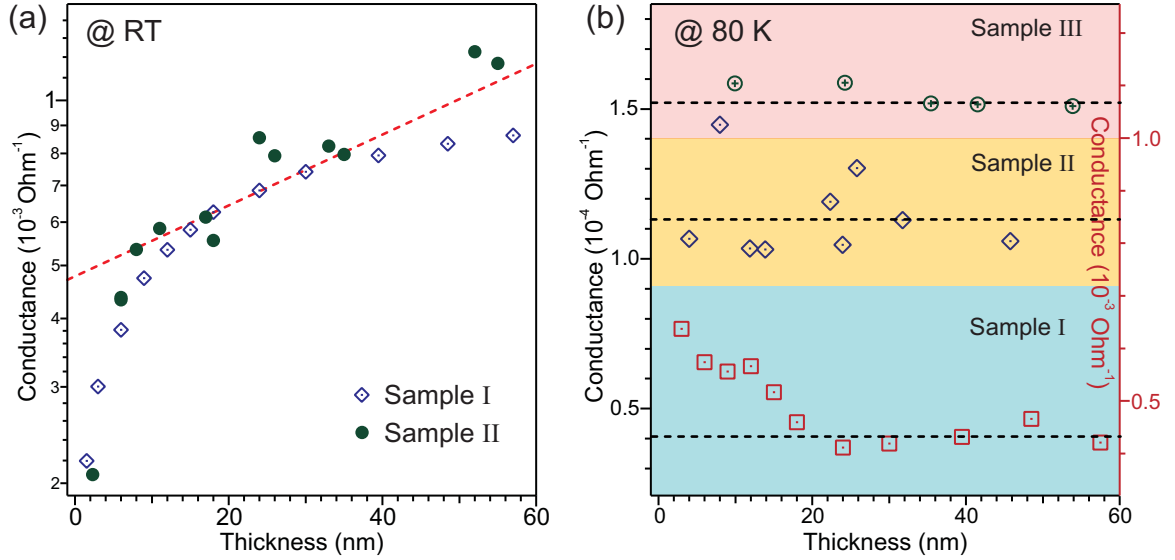 (a)
@ RT
Conductance (10⁻³ Ohm⁻¹)
1
9
8
7
6
5
4
3
2
Sample I
Sample II
0 20 40 60
Thickness (nm)
(b)
@ 80 K
Sample III
Sample II
Sample I
Conductance (10⁻⁴ Ohm⁻¹)
1.5
1.0
0.5
0 20 40 60
Thickness (nm)
1.0
0.5
Conductance (10⁻³ Ohm⁻¹)